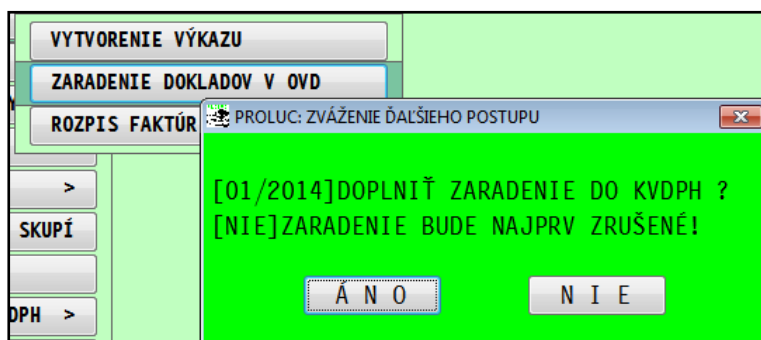 VYTVORENIE VÝKAZU
ZARADENIE DOKLADOV V OVD
ROZPIS FAKTÚR
PROLUC: ZVÁŽENIE ĎALŠIEHO POSTUPU
[01/2014]DOPLNIŤ ZARADENIE DO KVDPH ?
[NIE]ZARADENIE BUDE NAJPRV ZRUŠENÉ!
Á N O
N I E
>
SKUPÍ
DPH >